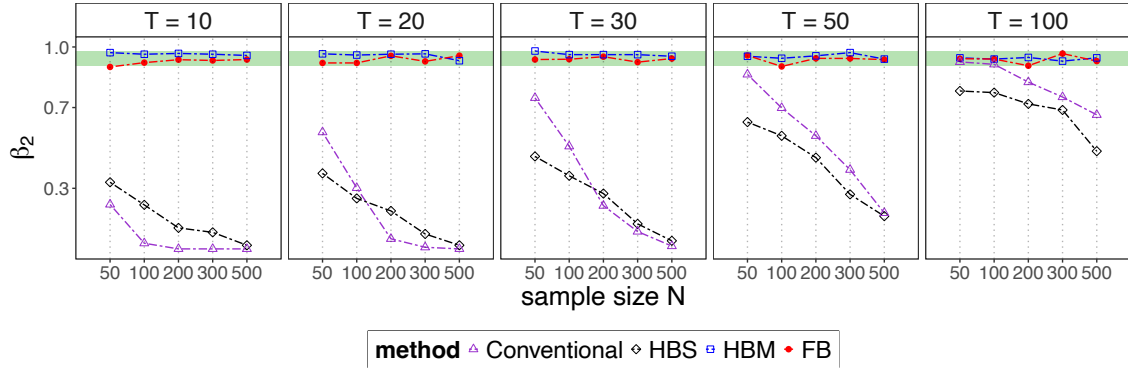 T = 10 T = 20 T = 30 T = 50 T = 100
1.0
0.7
0.3
β₂
50 100 200 300 500 50 100 200 300 500 50 100 200 300 500 50 100 200 300 500 50 100 200 300 500
sample size N
method Conventional HBS HBM FB